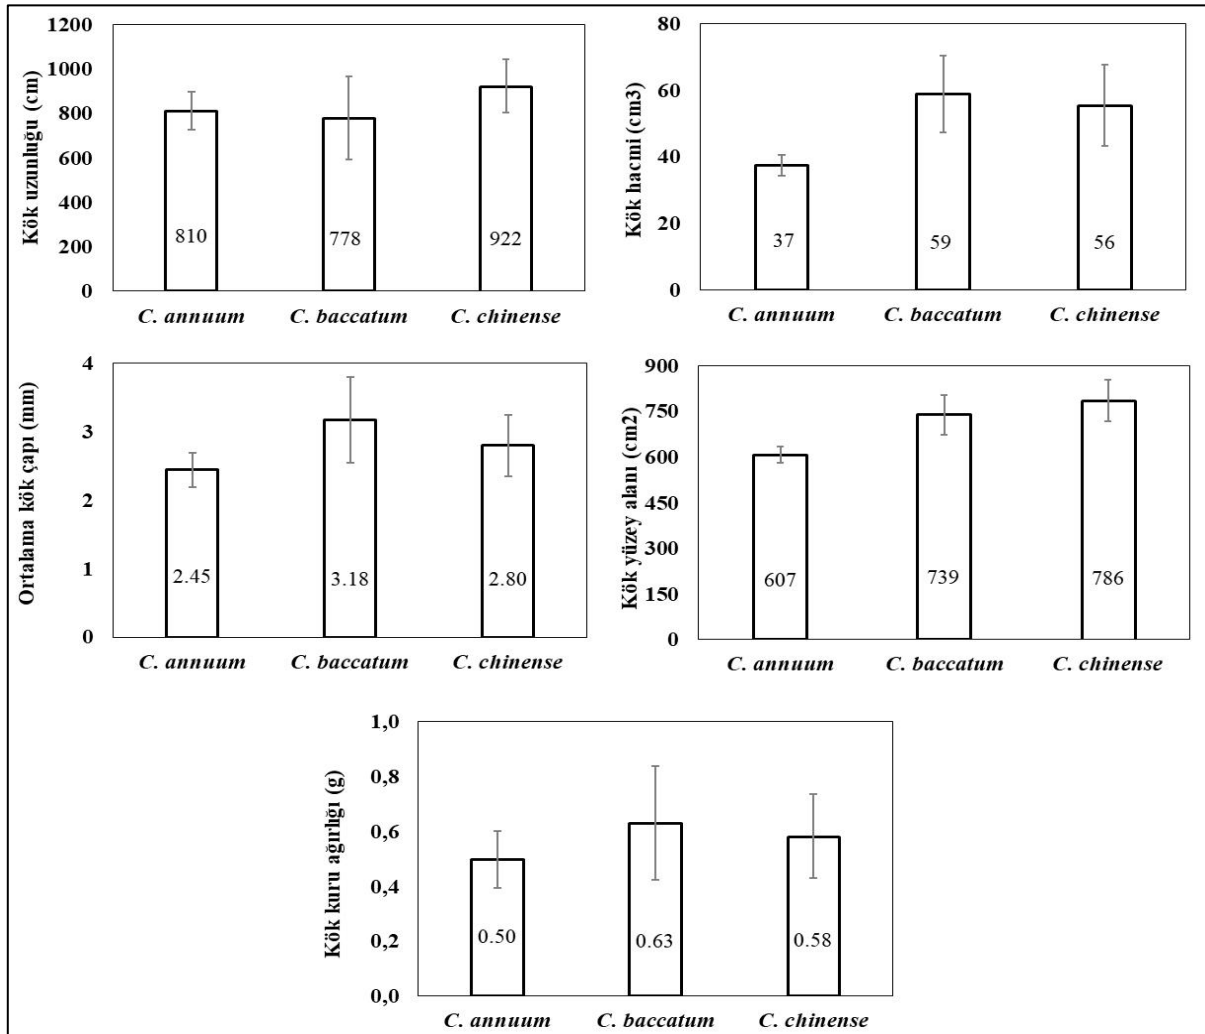 Kök uzunluğu (cm)
1200
1000
800
600
400
200
0
810
778
922
C. annuum
C. baccatum
C. chinense
Kök hacmi (cm3)
80
60
40
20
0
37
59
56
C. annuum
C. baccatum
C. chinense
Ortalama kök çapı (mm)
4
3
2
1
0
2.45
3.18
2.80
C. annuum
C. baccatum
C. chinense
Kök yüzey alanı (cm2)
900
750
600
450
300
150
0
607
739
786
C. annuum
C. baccatum
C. chinense
Kök kuru ağırlığı (g)
1,0
0,8
0,6
0,4
0,2
0,0
0.50
0.63
0.58
C. annuum
C. baccatum
C. chinense